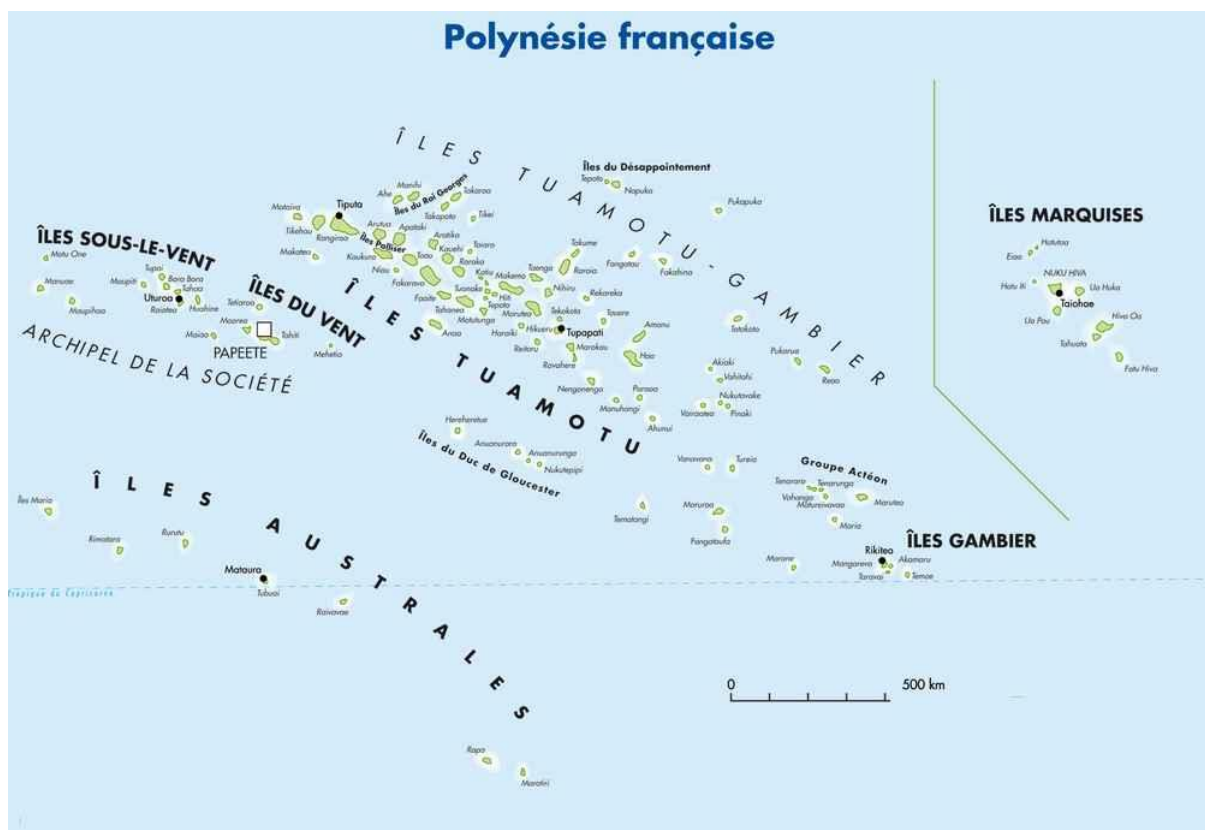 Polynésie française
ÎLES TUAMOTU-GAMBIER
Îles du Désappointement
Tepoto
Napuka
Pukapuka
Manihi
Ahe
Îles du Roi Georges
Takaroa
Takapoto
Tikei
Tiputa
Mataiva
Tikehau
Rangiroa
Makatea
Arutua
Apataki
Îles Palliser
Kaukura
Niau
Toau
Aratika
Kauehi
Taiaro
Raraka
Fakarava
Faaite
Tahanea
Anaa
Katiu
Tuanaka
Makemo
Hiti
Tepoto
Motutunga
Marutea
Haraiki
Hikueru
Reitoru
Taenga
Nihiru
Takume
Raroia
Rekareka
Tekokota
Tauere
Tupapati
Marokau
Ravahere
Nengonengo
Fangatau
Fakahina
Amanu
Hao
Tatakoto
Pukarua
Reao
Akiaki
Vahitahi
Nukutavake
Vairaatea
Pinaki
Paraoa
Manuhangi
Ahunui
ÎLES TUAMOTU
ÎLES SOUS-LE-VENT
Motu One
Manuae
Maupihaa
Tupai
Maupiti
Bora Bora
Tahaa
Uturoa
Raiatea
Huahine
ÎLES DU VENT
Tetiaroa
Moorea
Maiao
Tahiti
PAPEETE
Mehetia
ARCHIPEL DE LA SOCIÉTÉ
Herehereitue
Anuanuraro
Anuanurunga
Nukutepipi
Îles du Duc de Gloucester
Vanavana
Tureia
Tematangi
Moruroa
Fangataufa
Groupe Actéon
Tenararo
Tenarunga
Vahanga
Matureivavao
Marutea
Maria
Morane
ÎLES GAMBIER
Rikitea
Mangareva
Akamaru
Taravai
Temoe
ÎLES MARQUISES
Hatutaa
Eiao
Hatu Iti
NUKU HIVA
Ua Huka
Taiohae
Ua Pou
Hiva Oa
Tahuata
Fatu Hiva
ÎLES AUSTRALES
Îles Maria
Rimatara
Rurutu
Mataura
Tubuai
Raivavae
Rapa
Marotiri
Tropique du Capricorne
0
500 km